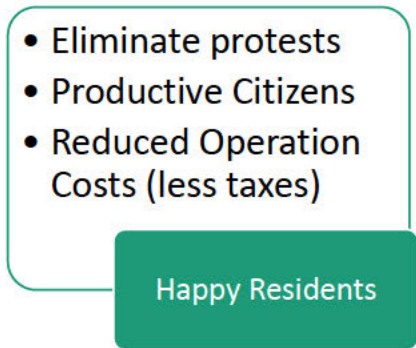 • Eliminate protests
• Productive Citizens
• Reduced Operation
Costs (less taxes)
Happy Residents